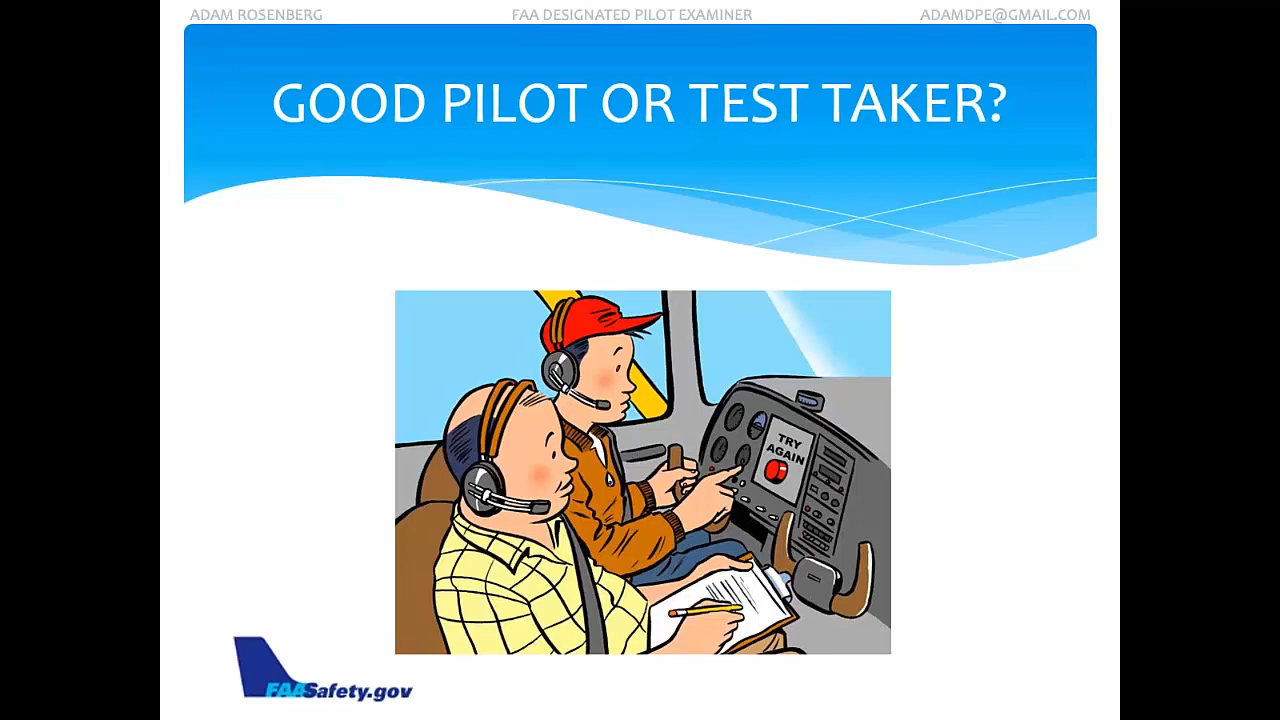 ADAM ROSENBERG FAA DESIGNATED PILOT EXAMINER ADAMDPE@GMAIL.COM
GOOD PILOT OR TEST TAKER?
TRY
AGAIN
FAASafety.gov